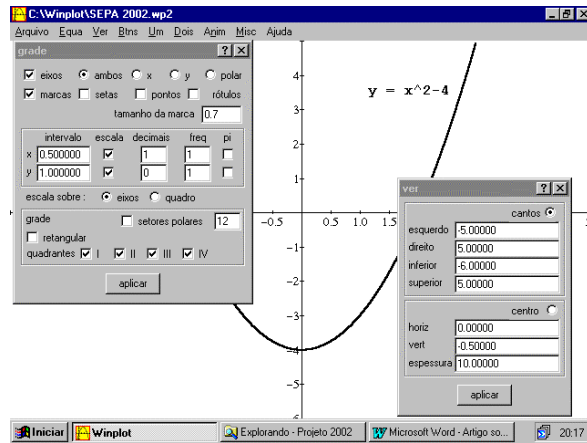 C:\Winplot\SEPA 2002.wp2
Arquivo Equa Ver Btns Um Dois Anim Misc Ajuda
grade
eixos ambos x y polar
marcas setas pontos rótulos
tamanho da marca 0.7
intervalo escala decimais freq pi
x 0.500000 1 1
y 1.000000 0 1
escala sobre : eixos quadro
grade setores polares 12
retangular
quadrantes I II III IV
aplicar
y = x^2-4
4
3
2
1
-0.5 0.5 1.0 1.5
-1
-2
-3
-4
-5
ver
cantos
esquerdo -5.00000
direito 5.00000
inferior -6.00000
superior 5.00000
centro
horiz 0.00000
vert -0.50000
espessura 10.00000
aplicar
Iniciar Winplot Explorando - Projeto 2002 Microsoft Word - Artigo so... 20:17